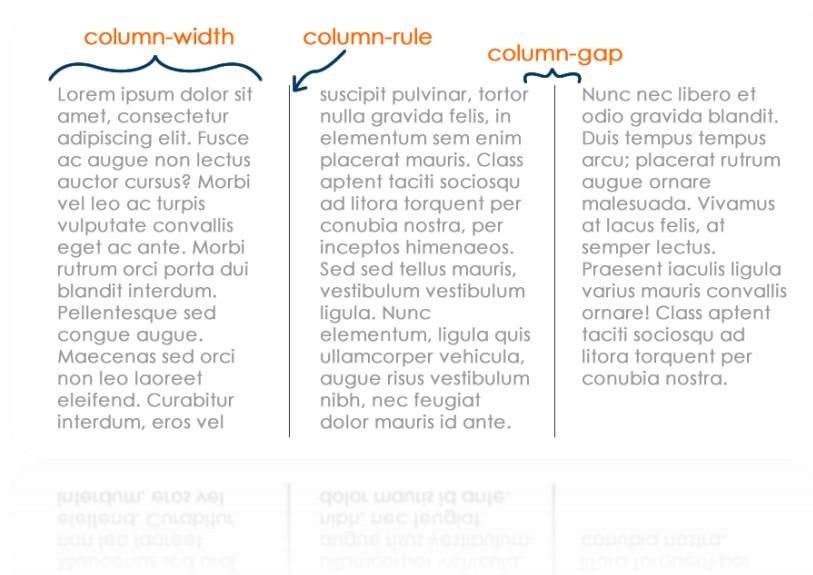 column-width
column-rule
column-gap
Lorem ipsum dolor sit
amet, consectetur
adipiscing elit. Fusce
ac augue non lectus
auctor cursus? Morbi
vel leo ac turpis
vulputate convallis
eget ac ante. Morbi
rutrum orci porta dui
blandit interdum.
Pellentesque sed
congue augue.
Maecenas sed orci
non leo laoreet
eleifend. Curabitur
interdum, eros vel
suscipit pulvinar, tortor
nulla gravida felis, in
elementum sem enim
placerat mauris. Class
aptent taciti sociosqu
ad litora torquent per
conubia nostra, per
inceptos himenaeos.
Sed sed tellus mauris,
vestibulum vestibulum
ligula. Nunc
elementum, ligula quis
ullamcorper vehicula,
augue risus vestibulum
nibh, nec feugiat
dolor mauris id ante.
Nunc nec libero et
odio gravida blandit.
Duis tempus tempus
arcu; placerat rutrum
augue ornare
malesuada. Vivamus
at lacus felis, at
semper lectus.
Praesent iaculis ligula
varius mauris convallis
ornare! Class aptent
taciti sociosqu ad
litora torquent per
conubia nostra.